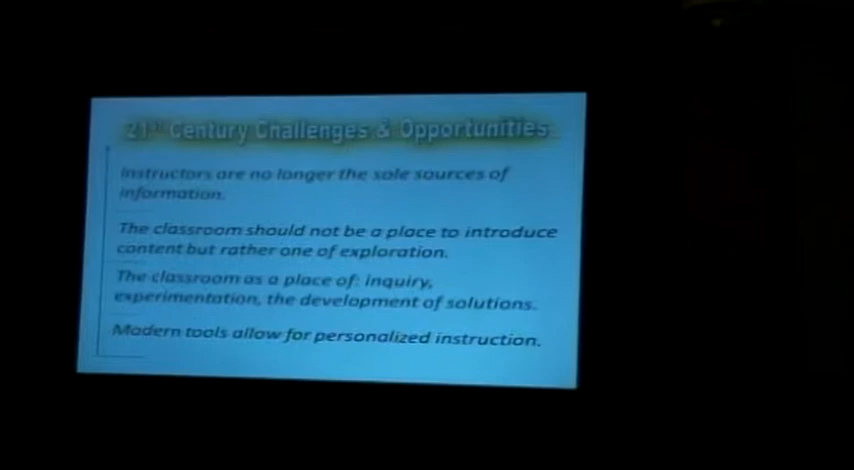 21st Century Challenges & Opportunities
Instructors are no longer the sole sources of
information.
The classroom should not be a place to introduce
content but rather one of exploration.
The classroom as a place of: inquiry,
experimentation, the development of solutions.
Modern tools allow for personalized instruction.